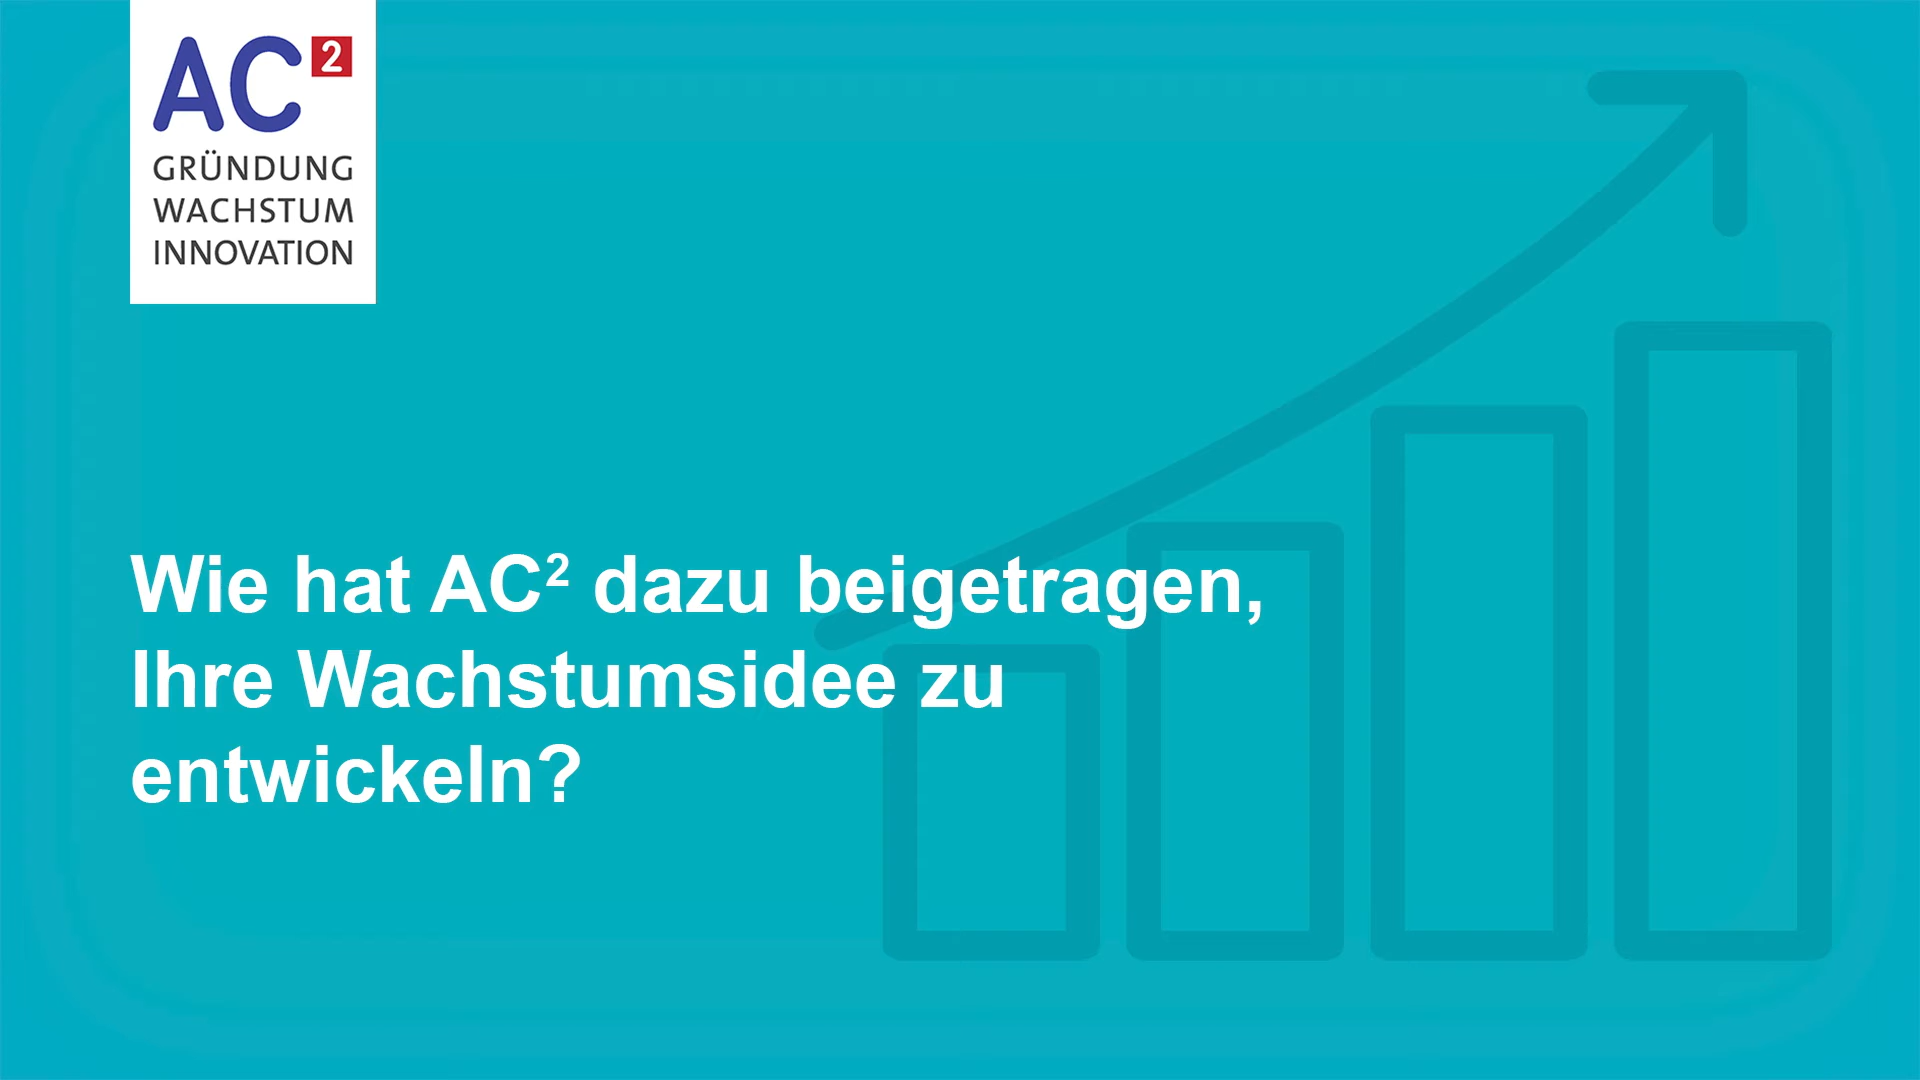 AC²
GRÜNDUNG
WACHSTUM
INNOVATION
Wie hat AC² dazu beigetragen,
Ihre Wachstumsidee zu
entwickeln?